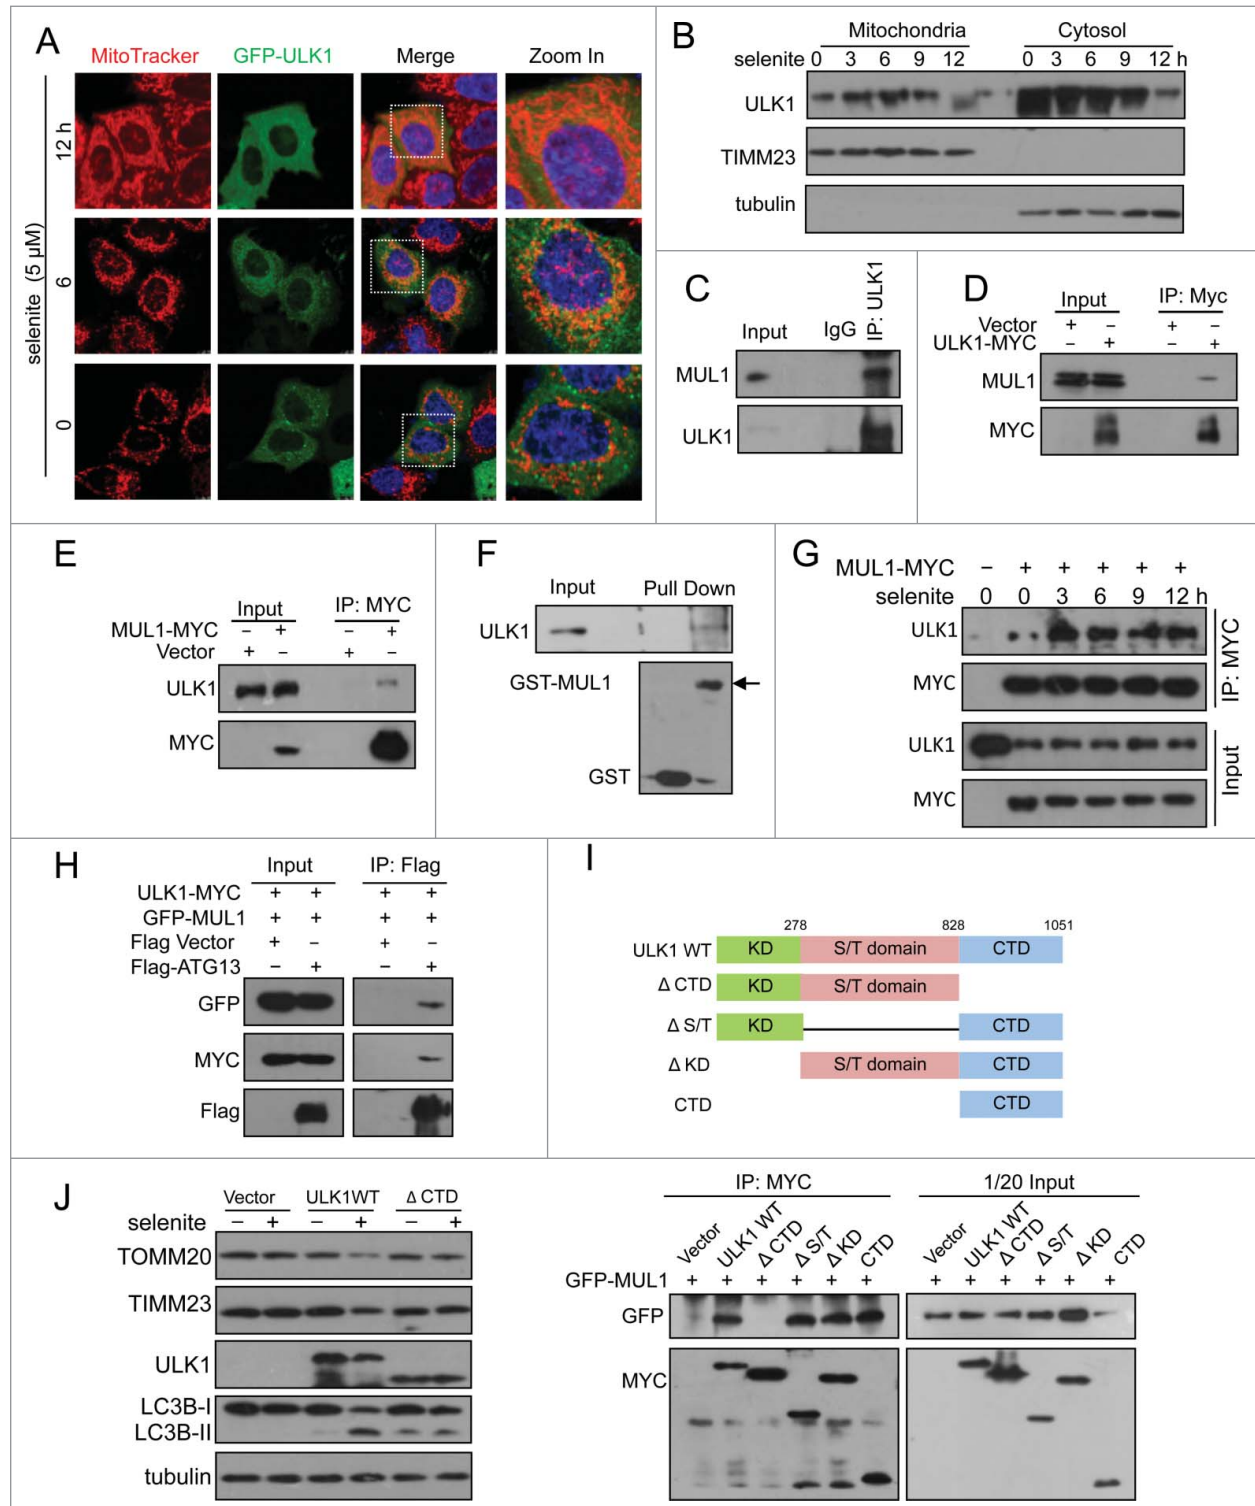 A
MitoTracker GFP-ULK1 Merge Zoom In
selenite (5 µM)
12 h
6
0
B
Mitochondria Cytosol
selenite 0 3 6 9 12 0 3 6 9 12 h
ULK1
TIMM23
tubulin
C
Input IgG IP: ULK1
MUL1
ULK1
D
Input IP: Myc
Vector + – + –
ULK1-MYC – + – +
MUL1
MYC
E
Input IP: MYC
MUL1-MYC – + – +
Vector + – + –
ULK1
MYC
F
Input Pull Down
ULK1
GST-MUL1
GST
G
MUL1-MYC – + + + + +
selenite 0 0 3 6 9 12 h
ULK1
MYC
IP: MYC
ULK1
MYC
Input
H
Input IP: Flag
ULK1-MYC + + + +
GFP-MUL1 + + + +
Flag Vector + – + –
Flag-ATG13 – + – +
GFP
MYC
Flag
I
278 828 1051
ULK1 WT KD S/T domain CTD
Δ CTD KD S/T domain
Δ S/T KD CTD
Δ KD S/T domain CTD
CTD CTD
IP: MYC 1/20 Input
Vector ULK1 WT Δ CTD Δ S/T Δ KD CTD Vector ULK1 WT Δ CTD Δ S/T Δ KD CTD
GFP-MUL1 + + + + + + + + + + + +
GFP
MYC
J
Vector ULK1WT Δ CTD
selenite – + – + – +
TOMM20
TIMM23
ULK1
LC3B-I
LC3B-II
tubulin